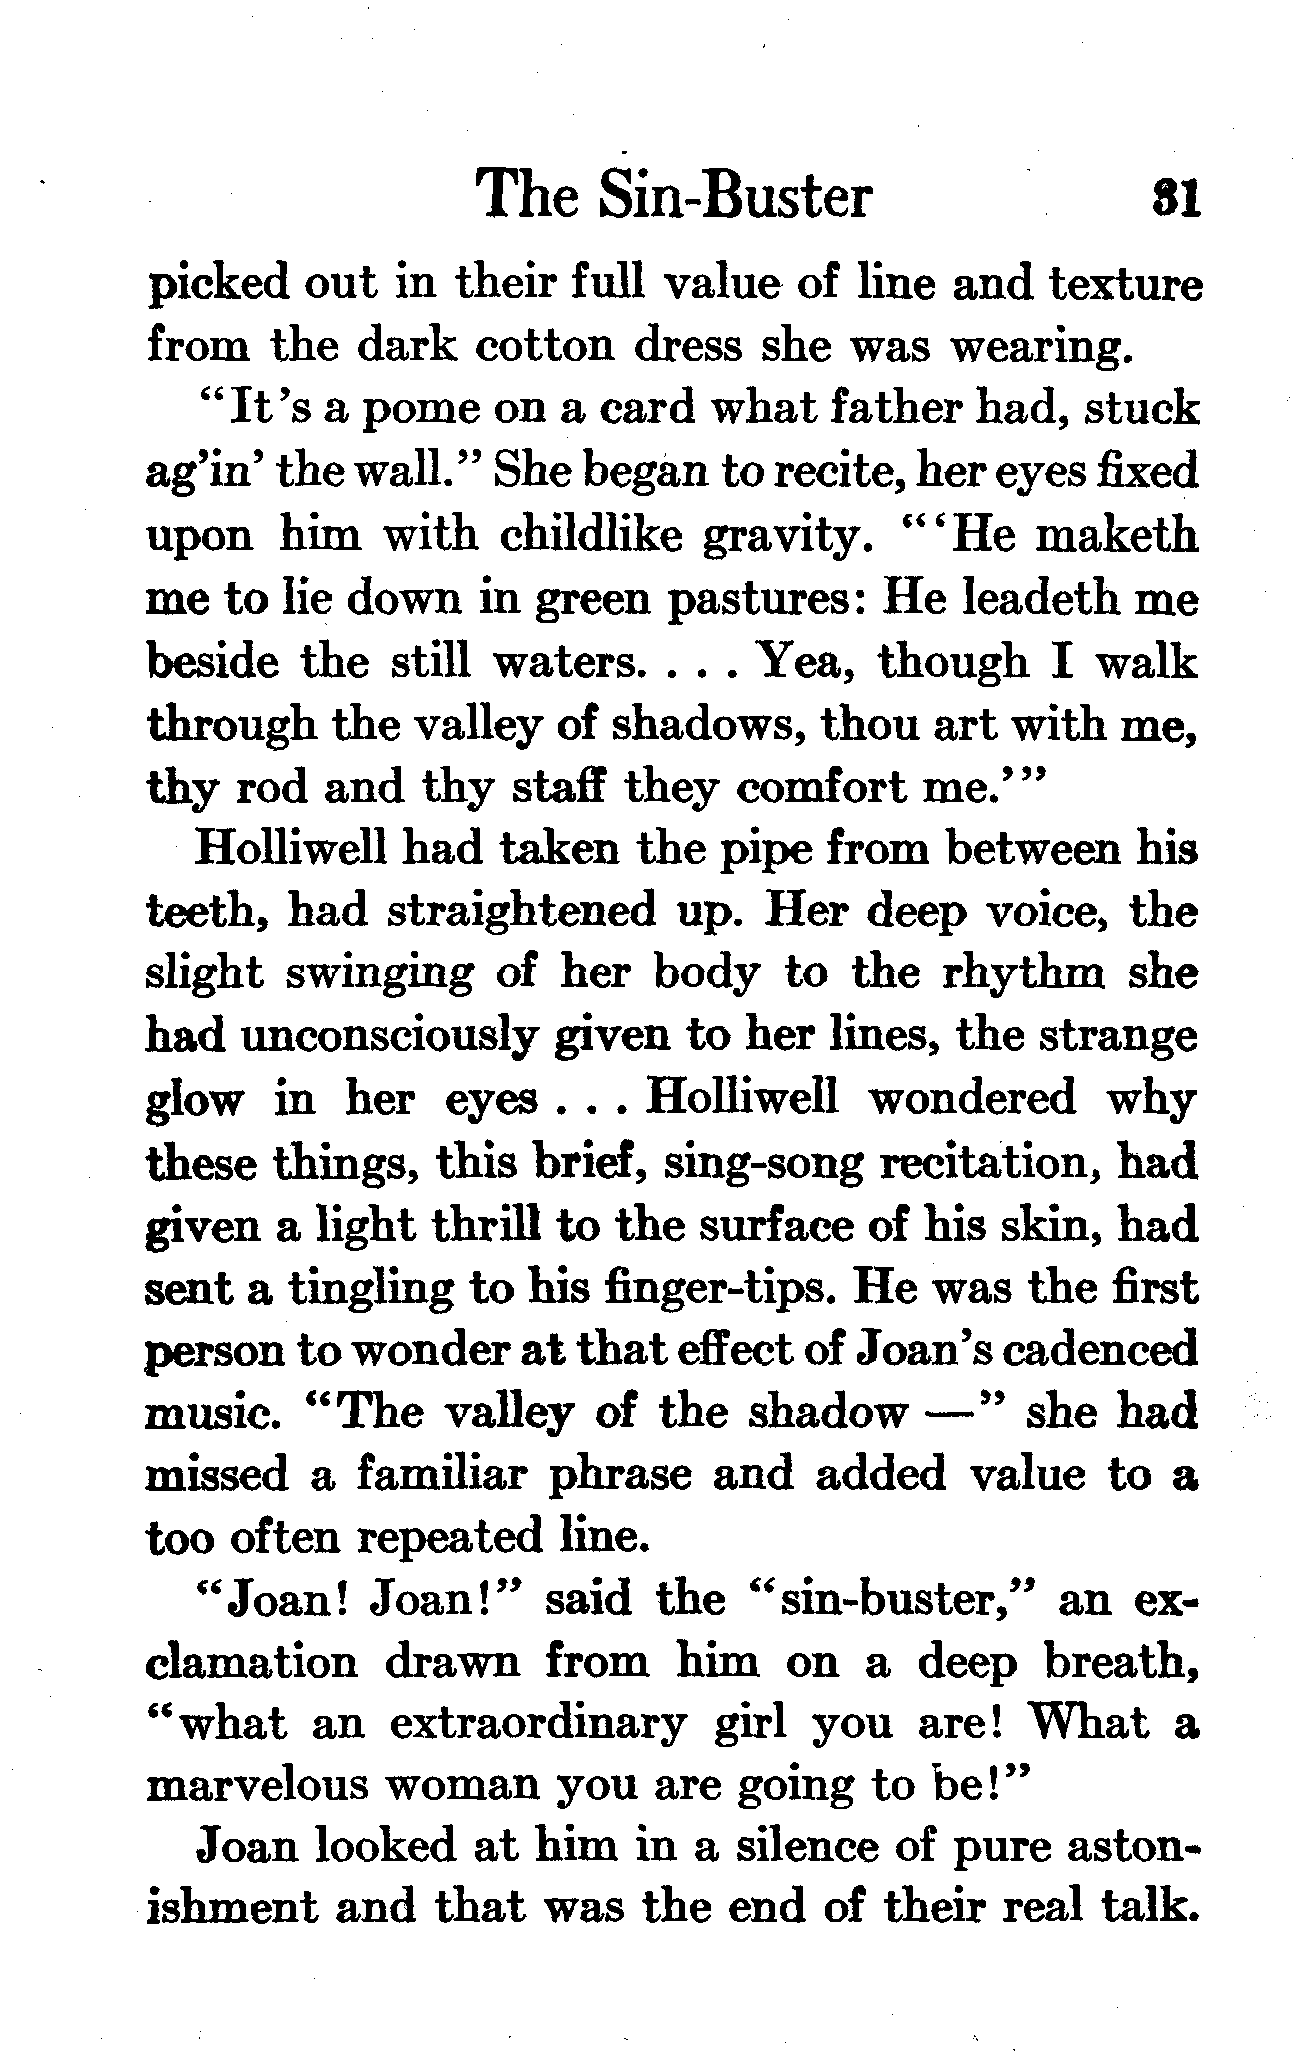 The Sin-Buster 31
picked out in their full value of line and texture
from the dark cotton dress she was wearing.
"It's a pome on a card what father had, stuck
ag'in' the wall." She began to recite, her eyes fixed
upon him with childlike gravity. "'He maketh
me to lie down in green pastures: He leadeth me
beside the still waters. . . . Yea, though I walk
through the valley of shadows, thou art with me,
thy rod and thy staff they comfort me.'"
Holliwell had taken the pipe from between his
teeth, had straightened up. Her deep voice, the
slight swinging of her body to the rhythm she
had unconsciously given to her lines, the strange
glow in her eyes . . . Holliwell wondered why
these things, this brief, sing-song recitation, had
given a light thrill to the surface of his skin, had
sent a tingling to his finger-tips. He was the first
person to wonder at that effect of Joan's cadenced
music. "The valley of the shadow —" she had
missed a familiar phrase and added value to a
too often repeated line.
"Joan! Joan!" said the "sin-buster," an ex-
clamation drawn from him on a deep breath,
"what an extraordinary girl you are! What a
marvelous woman you are going to be!"
Joan looked at him in a silence of pure aston-
ishment and that was the end of their real talk.